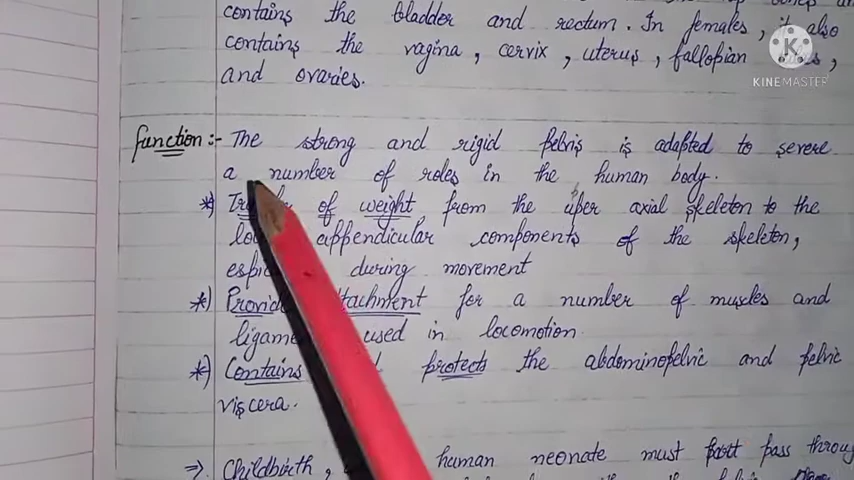 contains the bladder and rectum. In females, it also
contains the vagina, cervix, uterus, fallopian
and ovaries.
function:- The strong and rigid pelvis is adapted to severe
a number of roles in the human body.
*) of weight from the uper axial skeleton to the
appendicular components of the skeleton,
during movement
*) for a number of muscles and
used in locomotion.
*) Contains protects the abdominopelvic and pelvic
viscera.
⇒ Childbirth, human neonate must pass
K
KINEMASTER